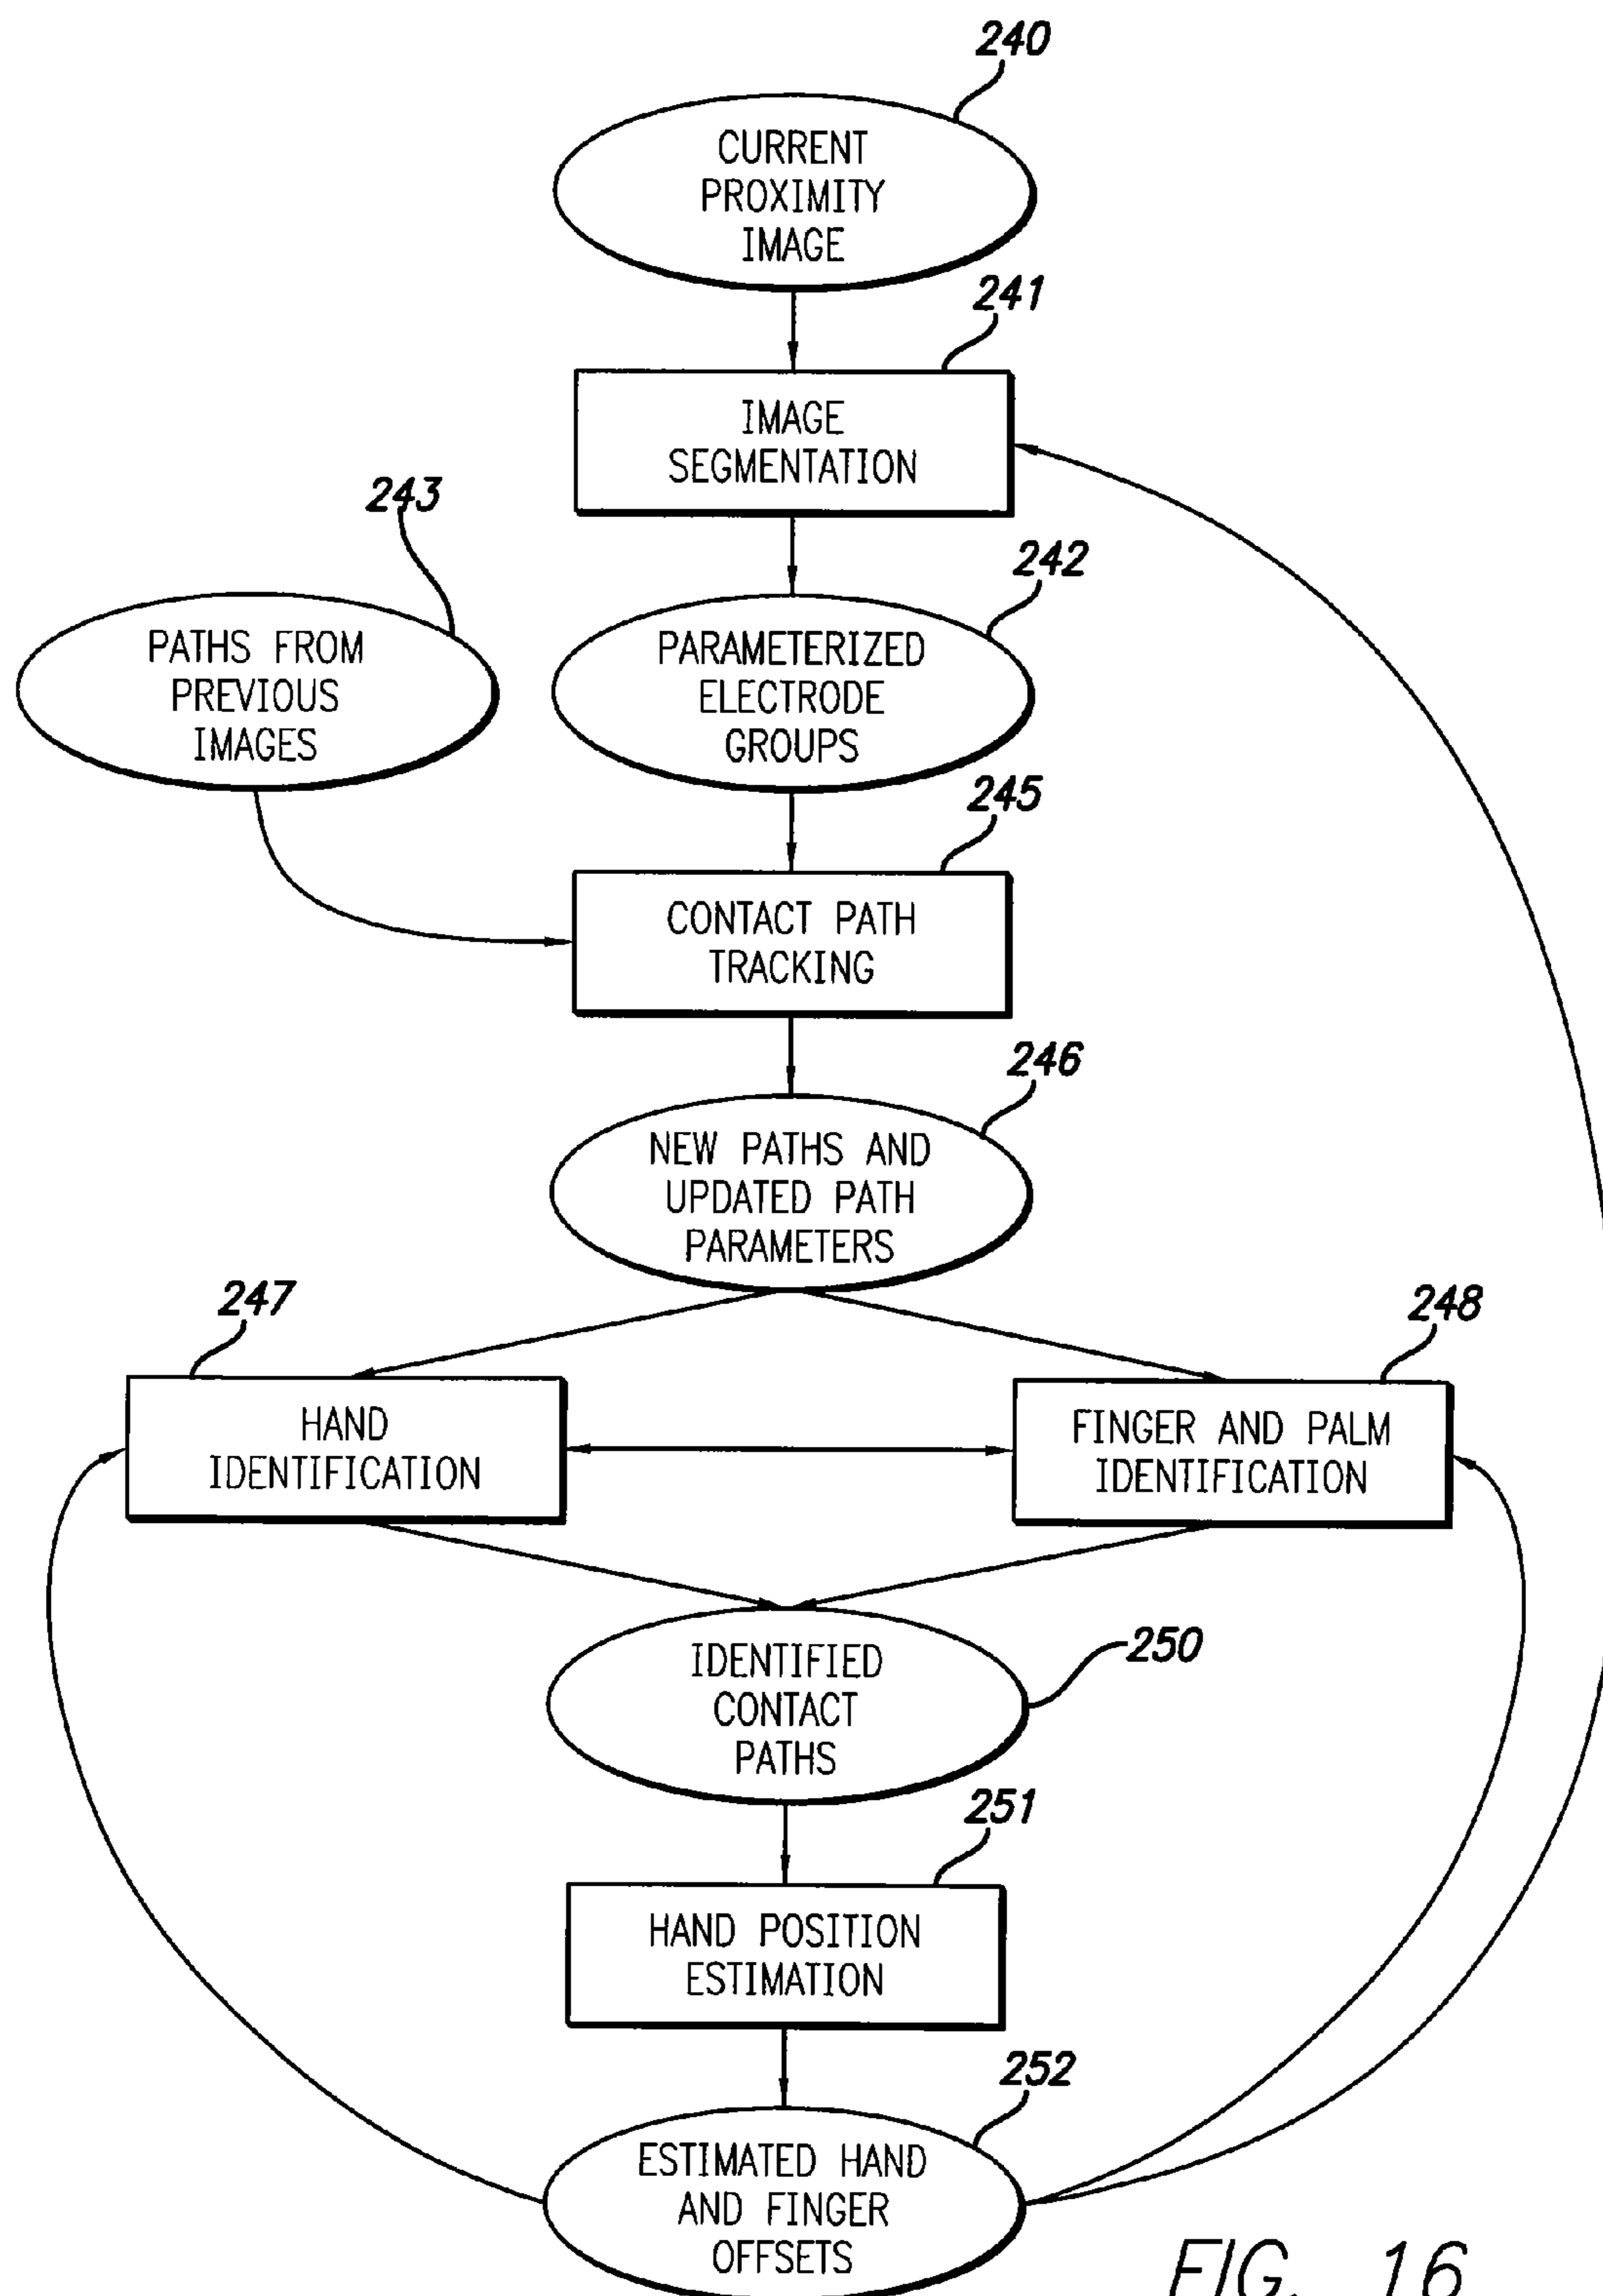 240
CURRENT
PROXIMITY
IMAGE
241
IMAGE
SEGMENTATION
243
242
PATHS FROM
PREVIOUS
IMAGES
PARAMETERIZED
ELECTRODE
GROUPS
245
CONTACT PATH
TRACKING
246
NEW PATHS AND
UPDATED PATH
PARAMETERS
247
248
HAND
IDENTIFICATION
FINGER AND PALM
IDENTIFICATION
250
IDENTIFIED
CONTACT
PATHS
251
HAND POSITION
ESTIMATION
252
ESTIMATED HAND
AND FINGER
OFFSETS
FIG. 16